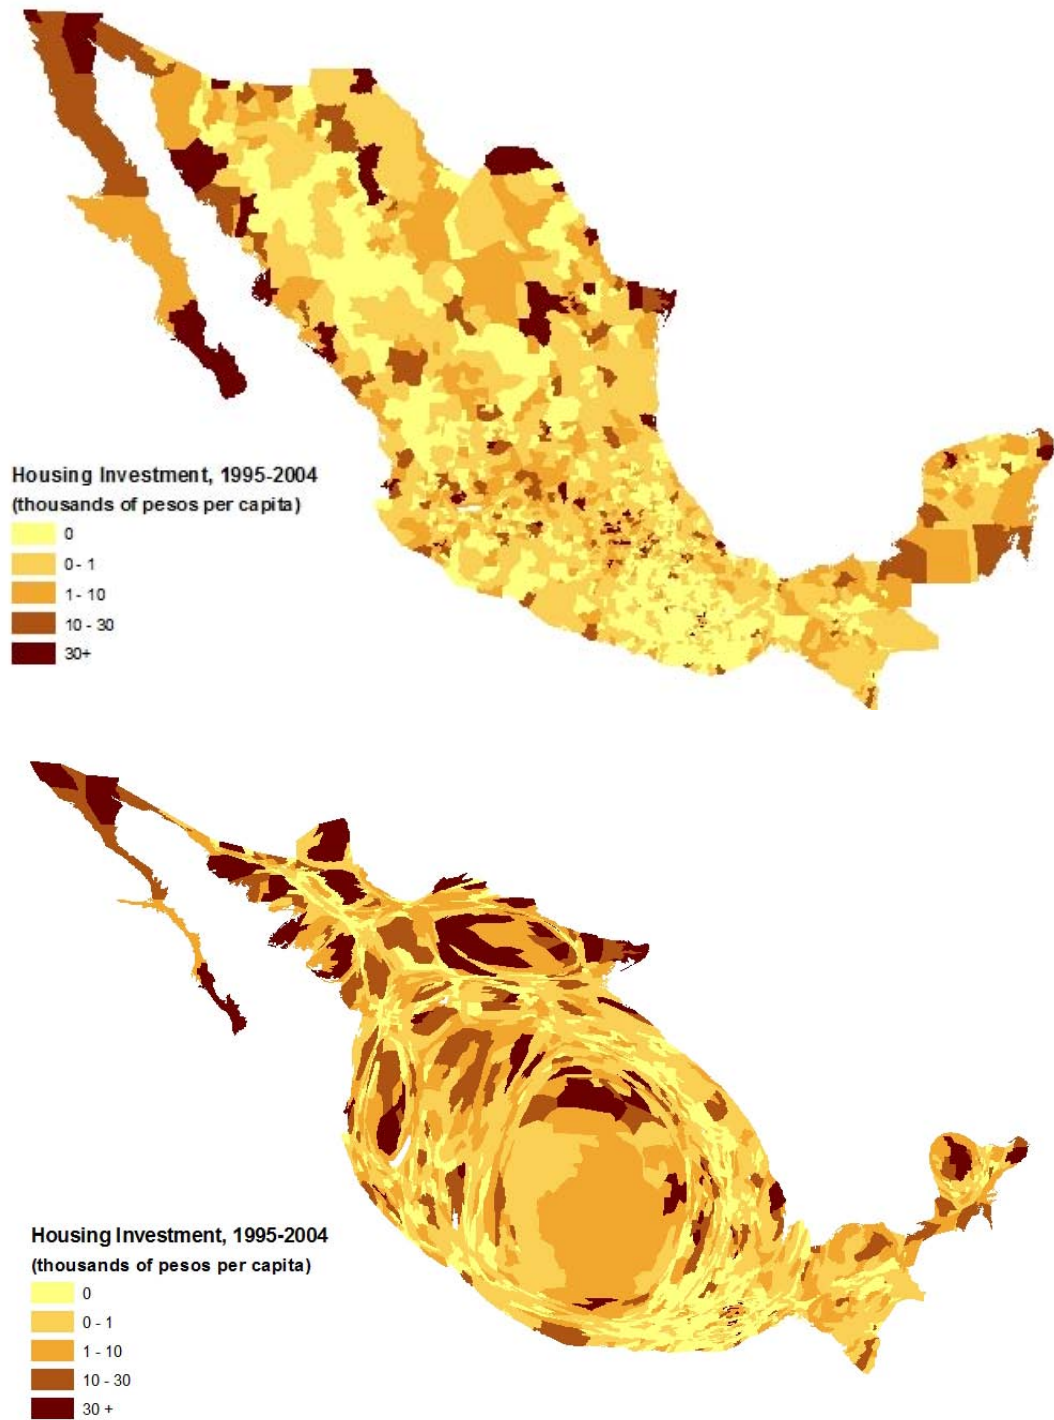 Housing Investment, 1995-2004
(thousands of pesos per capita)
0
0 - 1
1 - 10
10 - 30
30+
Housing Investment, 1995-2004
(thousands of pesos per capita)
0
0 - 1
1 - 10
10 - 30
30 +